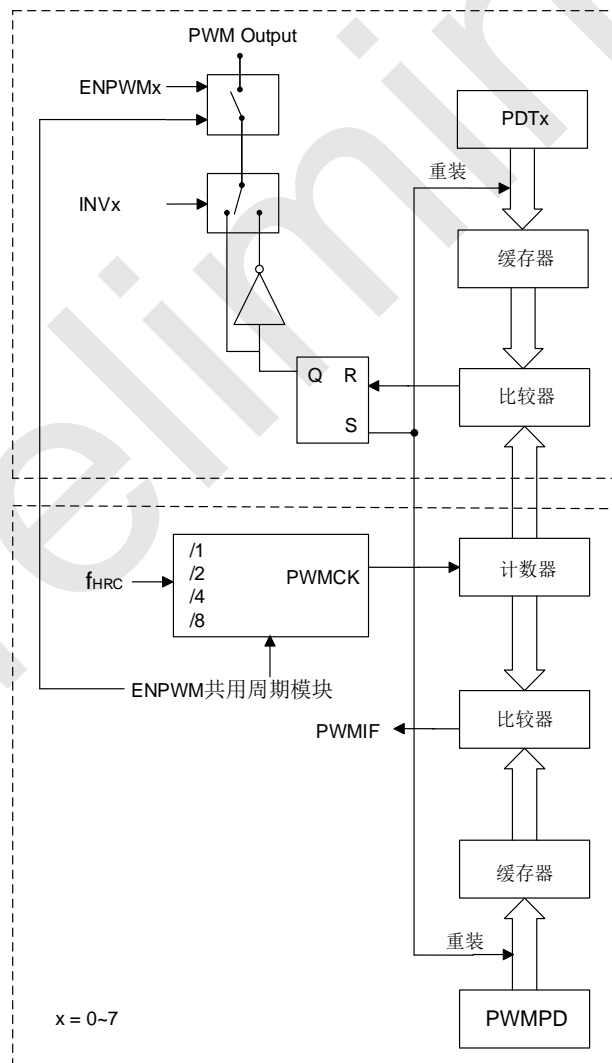 PWM Output
ENPWMx
PDTx
重装
INVx
缓存器
Q R
S
比较器
/1
/2
/4
/8
fHRC
PWMCK
计数器
ENPWM共用周期模块
PWMIF
比较器
缓存器
重装
x = 0~7
PWMPD
elimin